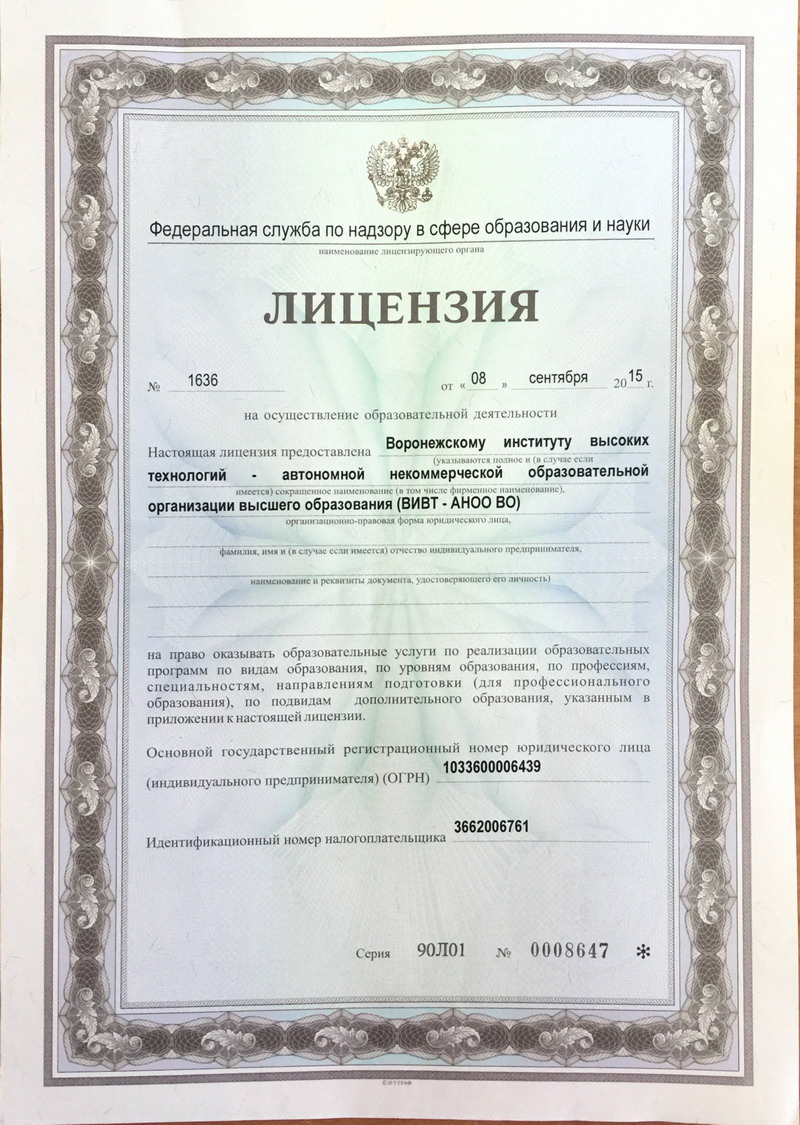 Федеральная служба по надзору в сфере образования и науки
наименование лицензирующего органа
ЛИЦЕНЗИЯ
№ 1636 от « 08 » сентября 2015 г.
на осуществление образовательной деятельности
Настоящая лицензия предоставлена Воронежскому институту высоких
(указываются полное и (в случае если
технологий - автономной некоммерческой образовательной
имеется) сокращенное наименование (в том числе фирменное наименование),
организации высшего образования (ВИВТ - АНОО ВО)
организационно-правовая форма юридического лица,
фамилия, имя и (в случае если имеется) отчество индивидуального предпринимателя,
наименование и реквизиты документа, удостоверяющего его личность)
на право оказывать образовательные услуги по реализации образовательных
программ по видам образования, по уровням образования, по профессиям,
специальностям, направлениям подготовки (для профессионального
образования), по подвидам дополнительного образования, указанным в
приложении к настоящей лицензии.
Основной государственный регистрационный номер юридического лица
(индивидуального предпринимателя) (ОГРН) 1033600006439
Идентификационный номер налогоплательщика 3662006761
Серия 90Л01 № 0008647 *